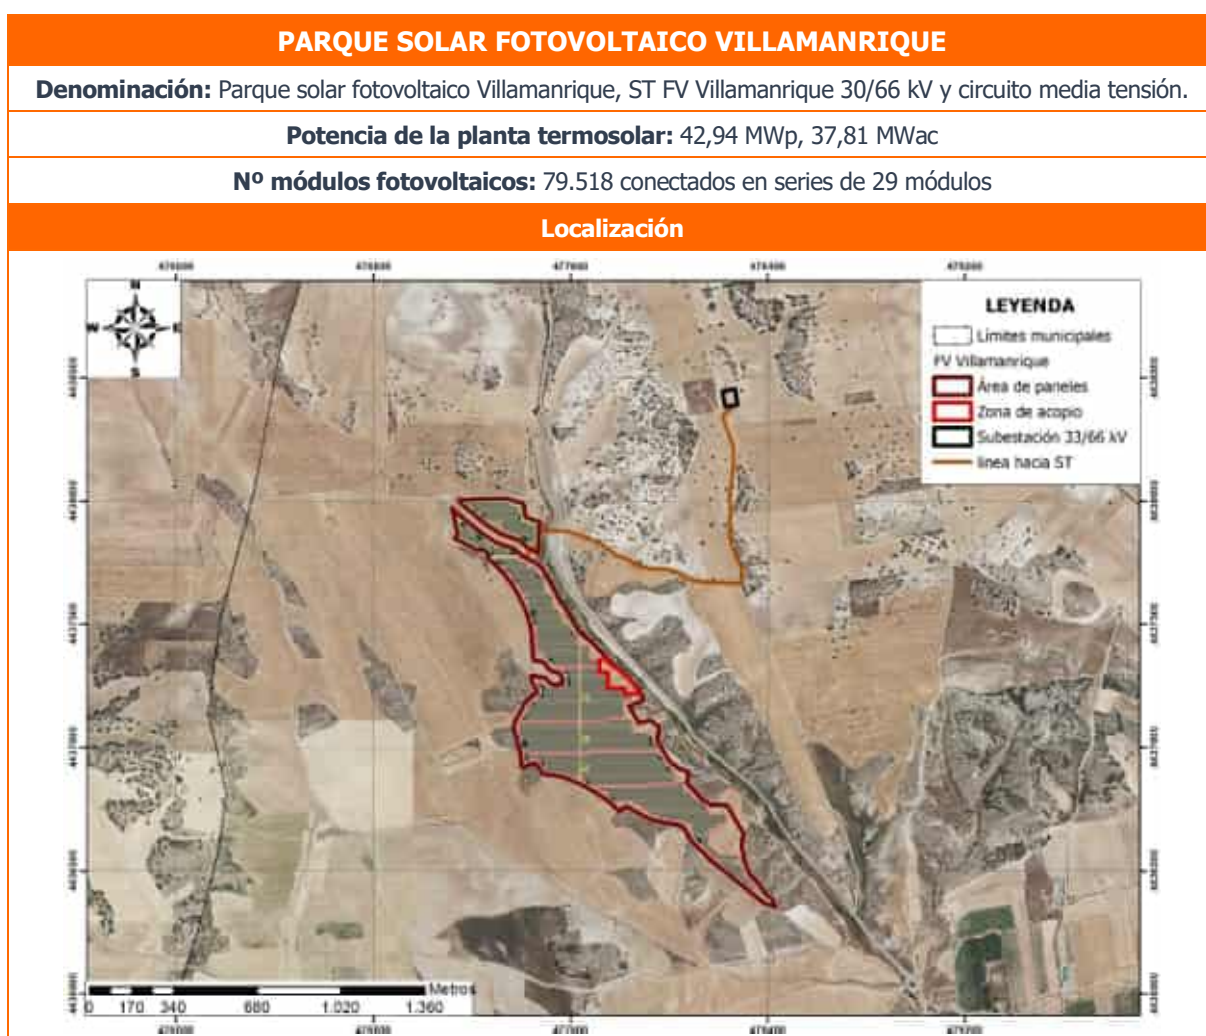 PARQUE SOLAR FOTOVOLTAICO VILLAMANRIQUE
Denominación: Parque solar fotovoltaico Villamanrique, ST FV Villamanrique 30/66 kV y circuito media tensión.
Potencia de la planta termosolar: 42,94 MWp, 37,81 MWac
Nº módulos fotovoltaicos: 79.518 conectados en series de 29 módulos
Localización
N
W
E
S
LEYENDA
Límites municipales
FV Villamanrique
Área de paneles
Zona de acopio
Subestación 33/66 kV
linea hacia ST
Metros
0 170 340 680 1.020 1.360